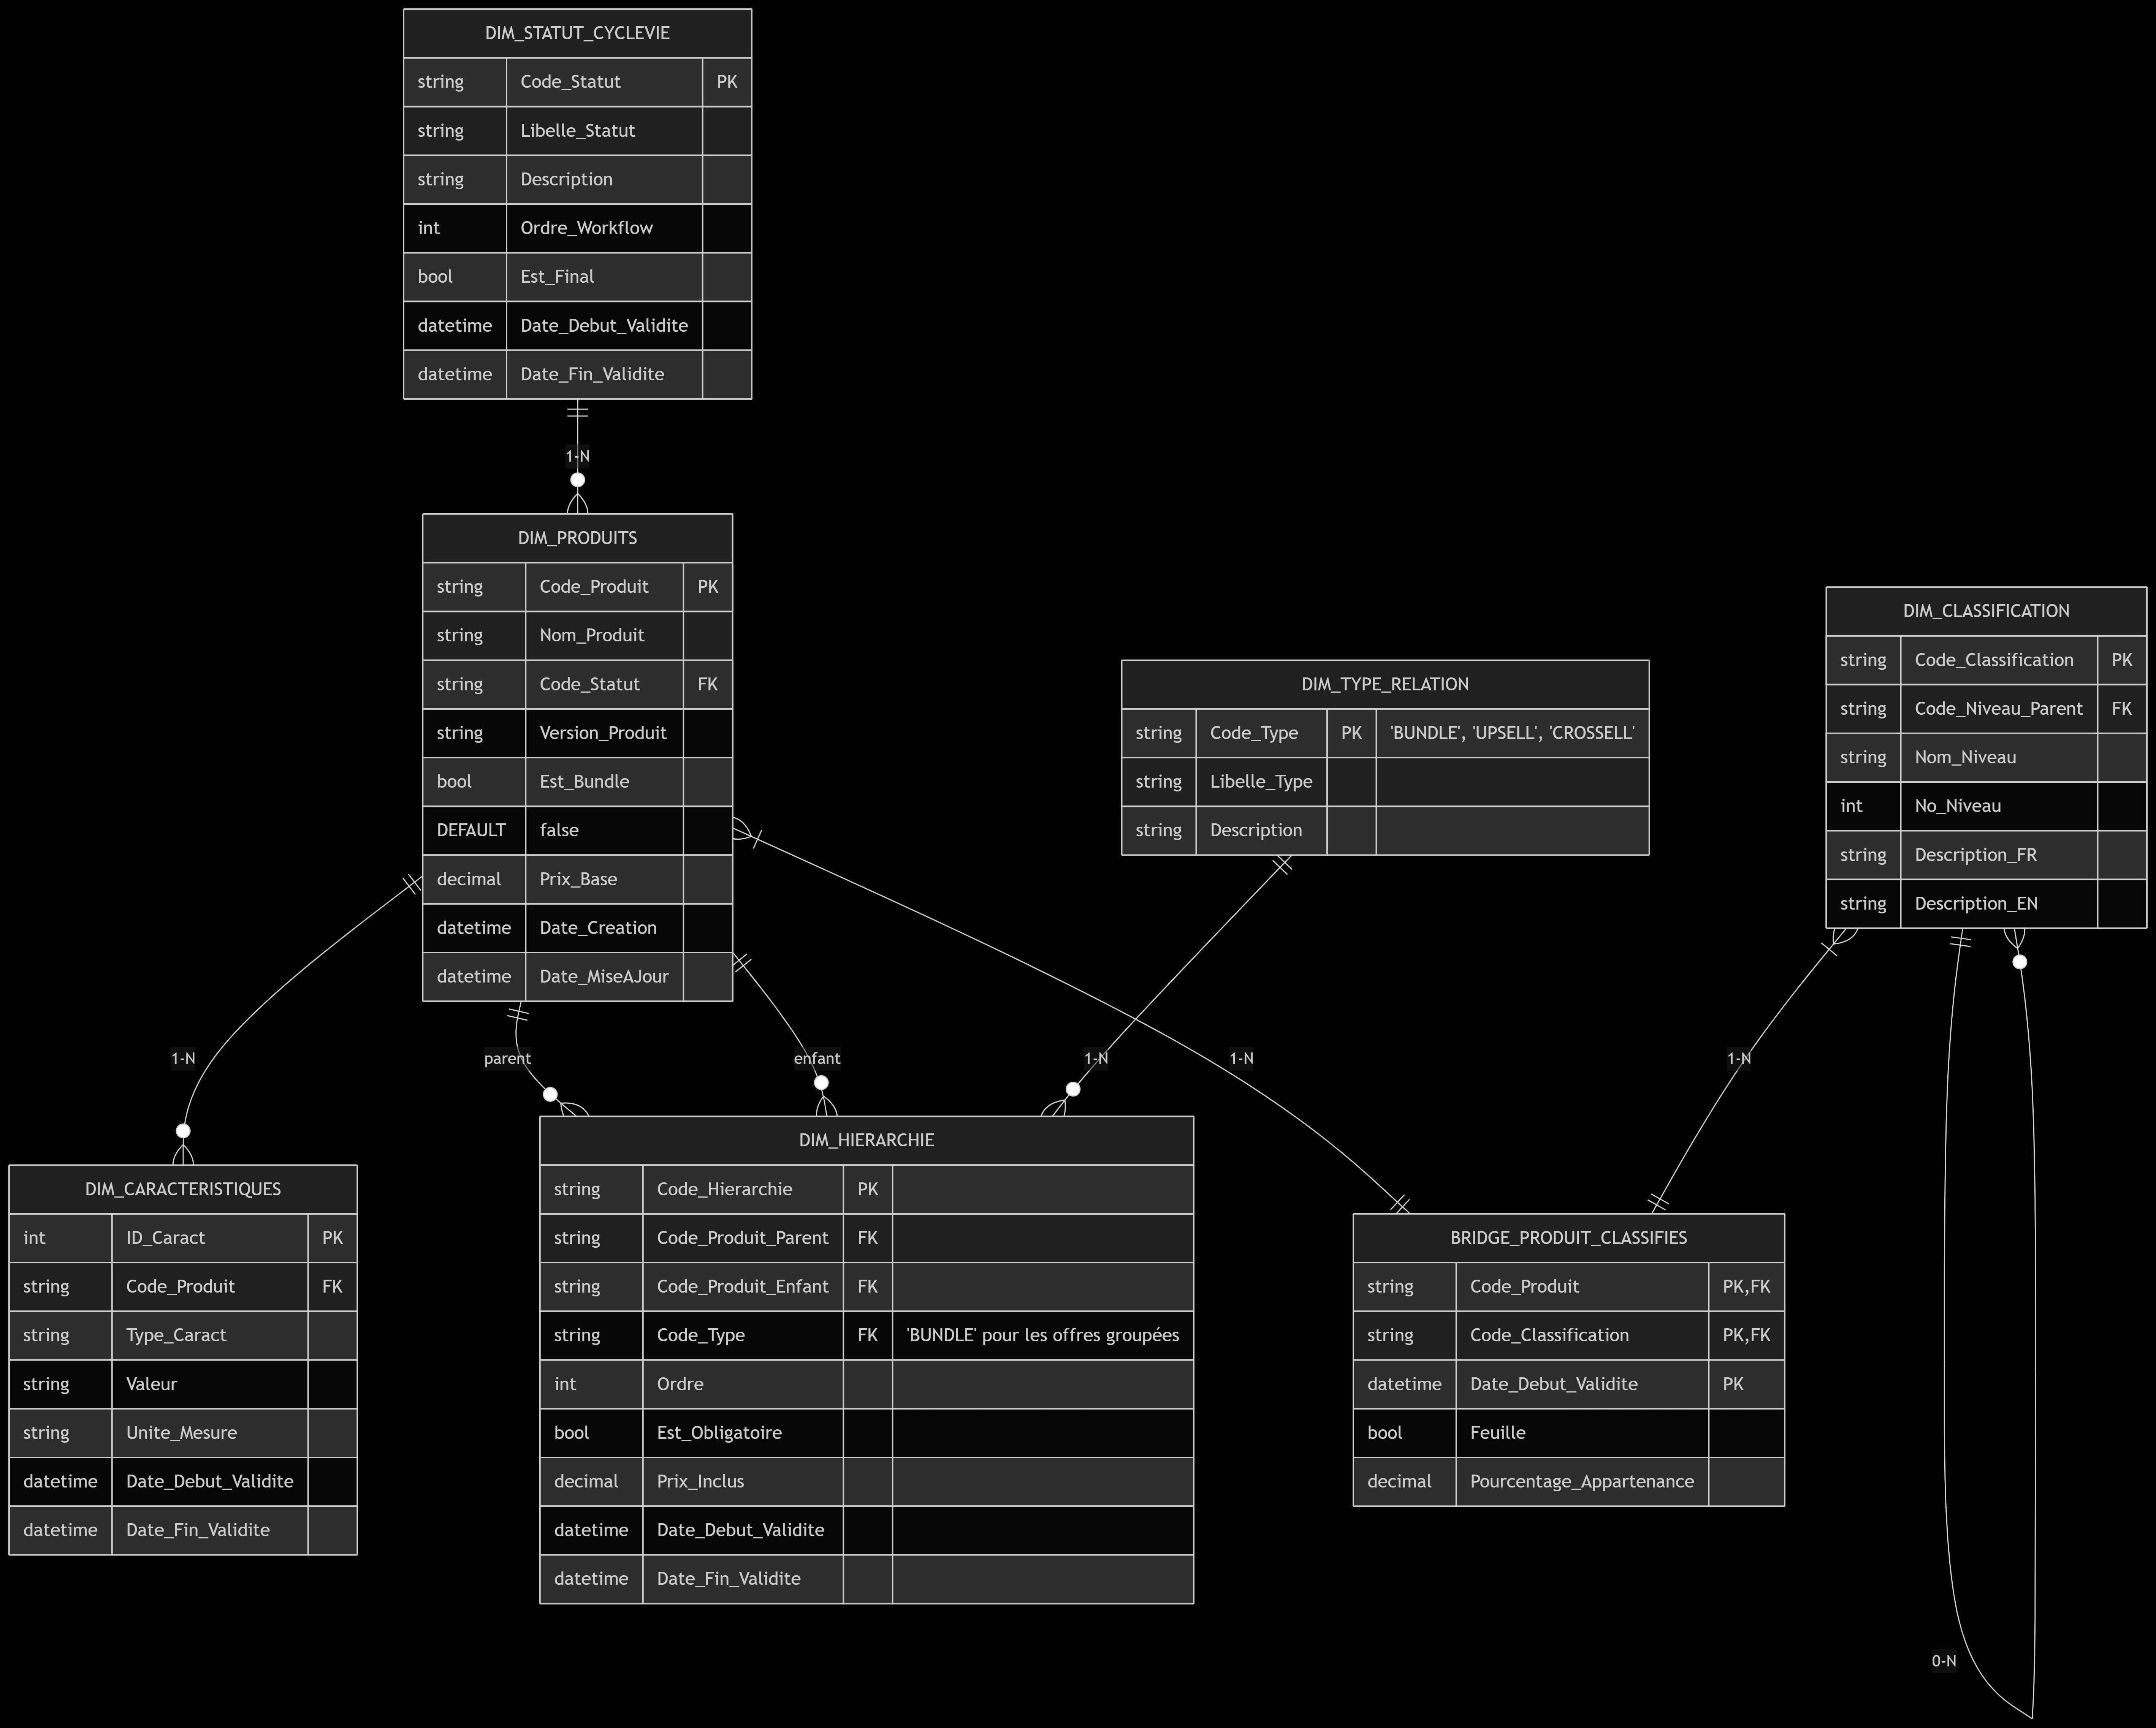 DIM_STATUT_CYCLEVIE
string Code_Statut PK
string Libelle_Statut
string Description
int Ordre_Workflow
bool Est_Final
datetime Date_Debut_Validite
datetime Date_Fin_Validite
1-N
DIM_PRODUITS
string Code_Produit PK
string Nom_Produit
string Code_Statut FK
string Version_Produit
bool Est_Bundle
DEFAULT false
decimal Prix_Base
datetime Date_Creation
datetime Date_MiseAJour
DIM_TYPE_RELATION
string Code_Type PK 'BUNDLE', 'UPSELL', 'CROSSELL'
string Libelle_Type
string Description
DIM_CLASSIFICATION
string Code_Classification PK
string Code_Niveau_Parent FK
string Nom_Niveau
int No_Niveau
string Description_FR
string Description_EN
1-N
parent
enfant
1-N
1-N
1-N
DIM_CARACTERISTIQUES
int ID_Caract PK
string Code_Produit FK
string Type_Caract
string Valeur
string Unite_Mesure
datetime Date_Debut_Validite
datetime Date_Fin_Validite
DIM_HIERARCHIE
string Code_Hierarchie PK
string Code_Produit_Parent FK
string Code_Produit_Enfant FK
string Code_Type FK 'BUNDLE' pour les offres groupées
int Ordre
bool Est_Obligatoire
decimal Prix_Inclus
datetime Date_Debut_Validite
datetime Date_Fin_Validite
BRIDGE_PRODUIT_CLASSIFIES
string Code_Produit PK,FK
string Code_Classification PK,FK
datetime Date_Debut_Validite PK
bool Feuille
decimal Pourcentage_Appartenance
0-N